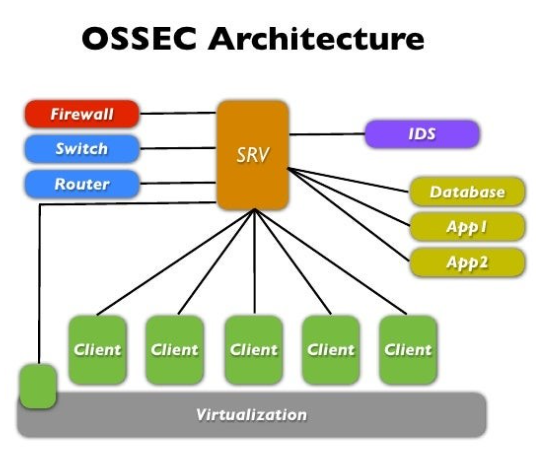 OSSEC Architecture
Firewall
Switch
Router
SRV
IDS
Database
App1
App2
Client
Client
Client
Client
Client
Virtualization